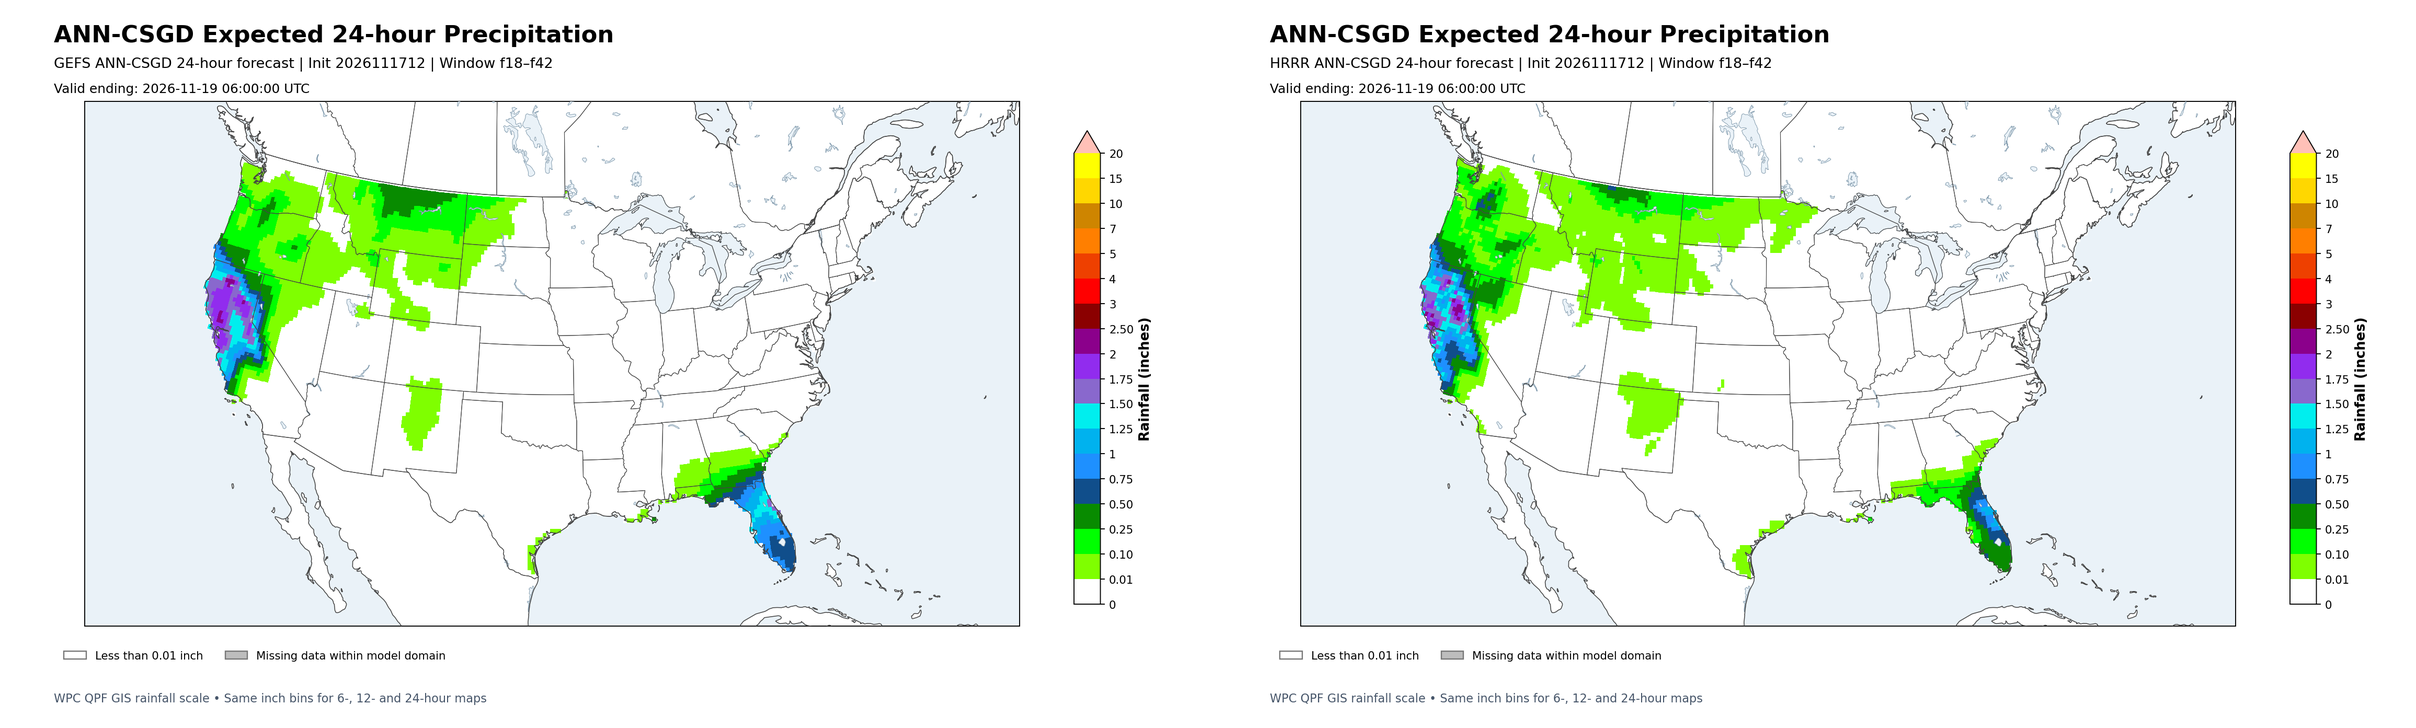 ANN-CSGD Expected 24-hour Precipitation
GEFS ANN-CSGD 24-hour forecast | Init 2026111712 | Window f18–f42
Valid ending: 2026-11-19 06:00:00 UTC
20
15
10
7
5
4
3
2.50
2
1.75
1.50
1.25
1
0.75
0.50
0.25
0.10
0.01
0
Rainfall (inches)
Less than 0.01 inch
Missing data within model domain
WPC QPF GIS rainfall scale • Same inch bins for 6-, 12- and 24-hour maps
ANN-CSGD Expected 24-hour Precipitation
HRRR ANN-CSGD 24-hour forecast | Init 2026111712 | Window f18–f42
Valid ending: 2026-11-19 06:00:00 UTC
20
15
10
7
5
4
3
2.50
2
1.75
1.50
1.25
1
0.75
0.50
0.25
0.10
0.01
0
Rainfall (inches)
Less than 0.01 inch
Missing data within model domain
WPC QPF GIS rainfall scale • Same inch bins for 6-, 12- and 24-hour maps